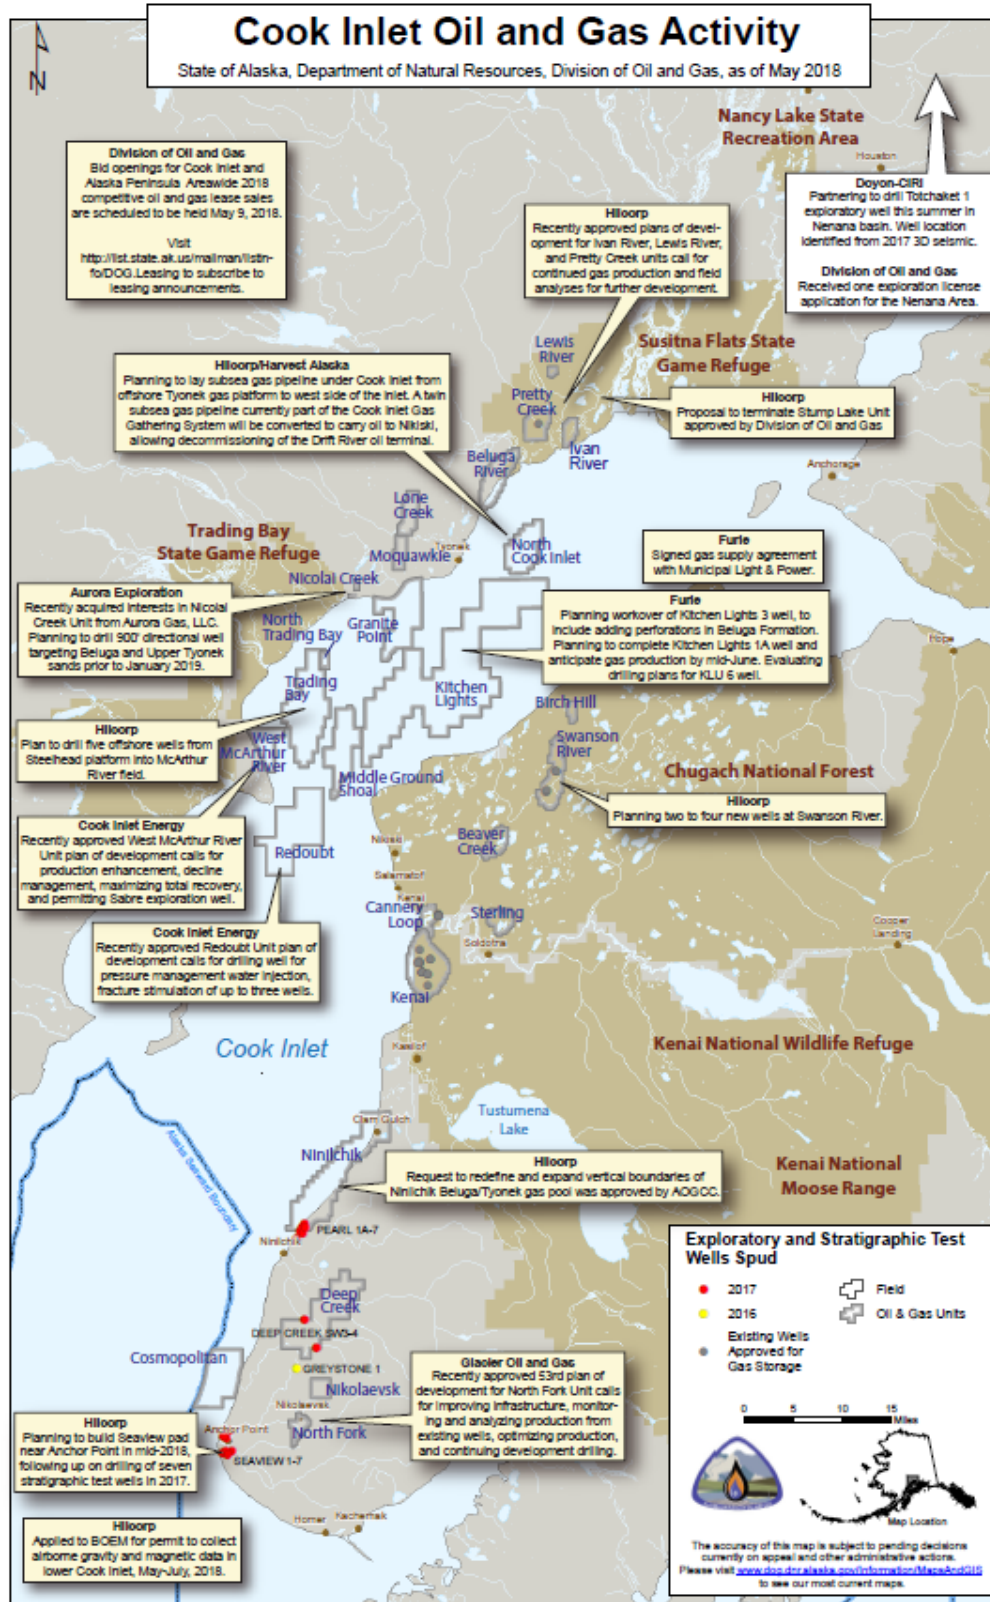 Cook Inlet Oil and Gas Activity
State of Alaska, Department of Natural Resources, Division of Oil and Gas, as of May 2018
N
Nancy Lake State
Recreation Area
Houston
Division of Oil and Gas
Bid openings for Cook Inlet and
Alaska Peninsula Areawide 2018
competitive oil and gas lease sales
are scheduled to be held May 9, 2018.
Visit
http://list.state.ak.us/mailman/listin-
fo/DOG.Leasing to subscribe to
leasing announcements.
Doyon-CIRI
Partnering to drill Totchaket 1
exploratory well this summer in
Nenana basin. Well location
identified from 2017 3D seismic.
Division of Oil and Gas
Received one exploration license
application for the Nenana Area.
Hilcorp
Recently approved plans of devel-
opment for Ivan River, Lewis River,
and Pretty Creek units call for
continued gas production and field
analyses for further development.
Lewis
River
Susitna Flats State
Game Refuge
Hilcorp/Harvest Alaska
Planning to lay subsea gas pipeline under Cook Inlet from
offshore Tyonek gas platform to west side of the inlet. A twin
subsea gas pipeline currently part of the Cook Inlet Gas
Gathering System will be converted to carry oil to Nikiski,
allowing decommissioning of the Drift River oil terminal.
Pretty
Creek
Hilcorp
Proposal to terminate Stump Lake Unit
approved by Division of Oil and Gas
Ivan
River
Beluga
River
Anchorage
Lone
Creek
Trading Bay
State Game Refuge
Moquawkie
Tyonek
North
Cook Inlet
Furie
Signed gas supply agreement
with Municipal Light & Power.
Nicolai Creek
Aurora Exploration
Recently acquired interests in Nicolai
Creek Unit from Aurora Gas, LLC.
Planning to drill 900' directional well
targeting Beluga and Upper Tyonek
sands prior to January 2019.
North
Trading Bay
Granite
Point
Furie
Planning workover of Kitchen Lights 3 well, to
include adding perforations in Beluga Formation.
Planning to complete Kitchen Lights 1A well and
anticipate gas production by mid-June. Evaluating
drilling plans for KLU 6 well.
Hope
Trading
Bay
Kitchen
Lights
Birch Hill
Hilcorp
Plan to drill five offshore wells from
Steelhead platform into McArthur
River field.
West
McArthur
River
Swanson
River
Middle Ground
Shoal
Chugach National Forest
Hilcorp
Planning two to four new wells at Swanson River.
Cook Inlet Energy
Recently approved West McArthur River
Unit plan of development calls for
production enhancement, decline
management, maximizing total recovery,
and permitting Sabre exploration well.
Redoubt
Nikiski
Beaver
Creek
Salamatof
Kenai
Cannery
Loop
Sterling
Soldotna
Cooper
Landing
Cook Inlet Energy
Recently approved Redoubt Unit plan of
development calls for drilling well for
pressure management water injection,
fracture stimulation of up to three wells.
Kenai
Cook Inlet
Kasilof
Kenai National Wildlife Refuge
Tustumena
Lake
Clam Gulch
Alaska Seaward Boundary
Ninilchik
Hilcorp
Request to redefine and expand vertical boundaries of
Ninilchik Beluga/Tyonek gas pool was approved by AOGCC.
Kenai National
Moose Range
PEARL 1A-7
Ninilchik
Deep
Creek
DEEP CREEK SW3-4
Cosmopolitan
GREYSTONE 1
Nikolaevsk
Nikolaevsk
Glacier Oil and Gas
Recently approved 53rd plan of
development for North Fork Unit calls
for improving infrastructure, monitor-
ing and analyzing production from
existing wells, optimizing production,
and continuing development drilling.
Hilcorp
Planning to build Seaview pad
near Anchor Point in mid-2018,
following up on drilling of seven
stratigraphic test wells in 2017.
Anchor Point
North Fork
SEAVIEW 1-7
Homer
Kachemak
Hilcorp
Applied to BOEM for permit to collect
airborne gravity and magnetic data in
lower Cook Inlet, May-July, 2018.
Exploratory and Stratigraphic Test
Wells Spud
2017
Field
2016
Oil & Gas Units
Existing Wells
Approved for
Gas Storage
0 5 10 15
Miles
Map Location
The accuracy of this map is subject to pending decisions
currently on appeal and other administrative actions.
Please visit www.dog.dnr.alaska.gov/Information/MapsAndGIS
to see our most current maps.